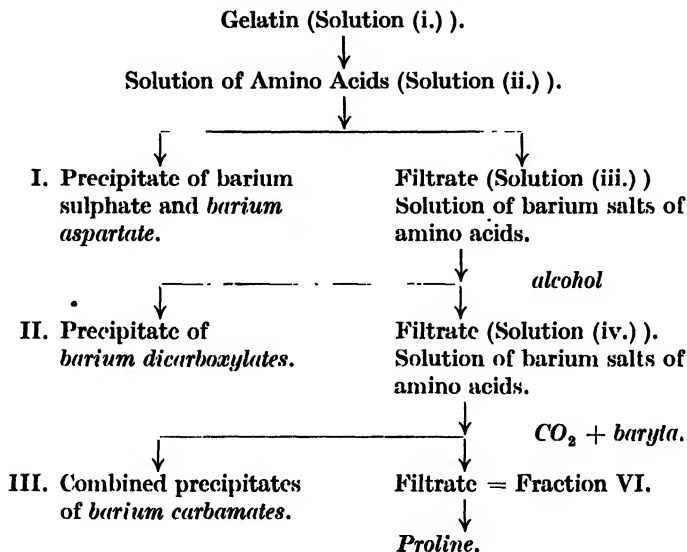 Gelatin (Solution (i.) ).
Solution of Amino Acids (Solution (ii.) ).
I. Precipitate of barium
sulphate and barium
aspartate.
Filtrate (Solution (iii.) )
Solution of barium salts of
amino acids.
alcohol
II. Precipitate of
barium dicarboxylates.
Filtrate (Solution (iv.) ).
Solution of barium salts of
amino acids.
CO₂ + baryta.
III. Combined precipitates
of barium carbamates.
Filtrate = Fraction VI.
Proline.